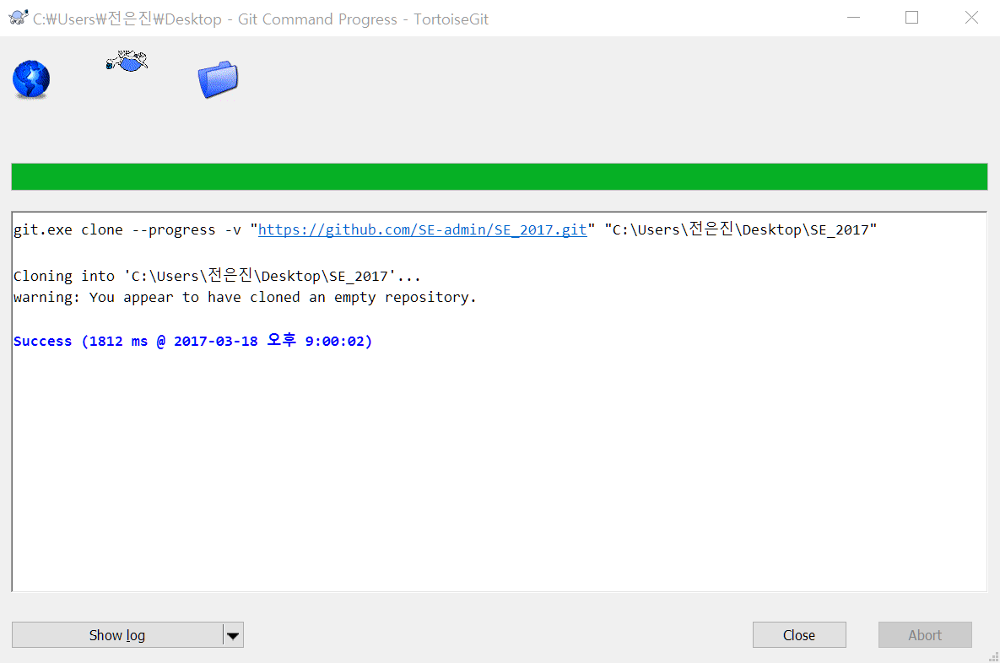 C:₩Users₩전은진₩Desktop - Git Command Progress - TortoiseGit
git.exe clone --progress -v "https://github.com/SE-admin/SE_2017.git" "C:\Users\전은진\Desktop\SE_2017"
Cloning into 'C:\Users\전은진\Desktop\SE_2017'...
warning: You appear to have cloned an empty repository.
Success (1812 ms @ 2017-03-18 오후 9:00:02)
Show log
Close
Abort